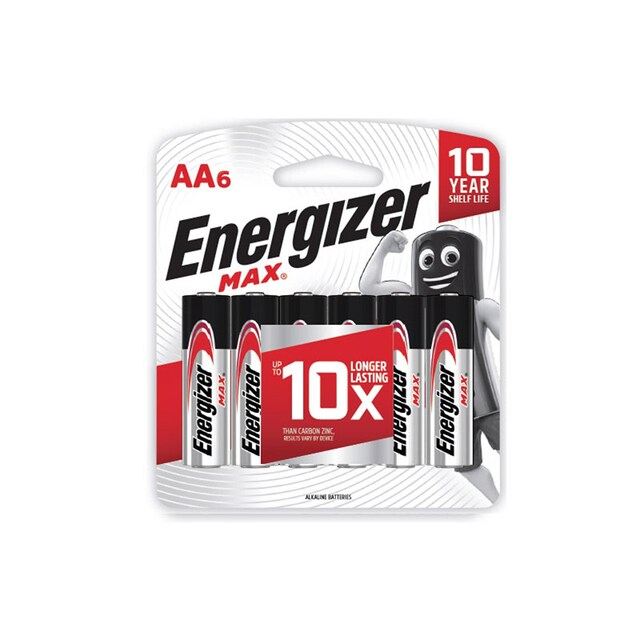 AA6
10
YEAR
SHELF LIFE
Energizer
MAX®
Energizer
MAX
Energizer
UP
TO
10X
LONGER
LASTING
THAN CARBON ZINC,
RESULTS VARY BY DEVICE
Energizer
MAX
Energizer
MAX
ALKALINE BATTERIES